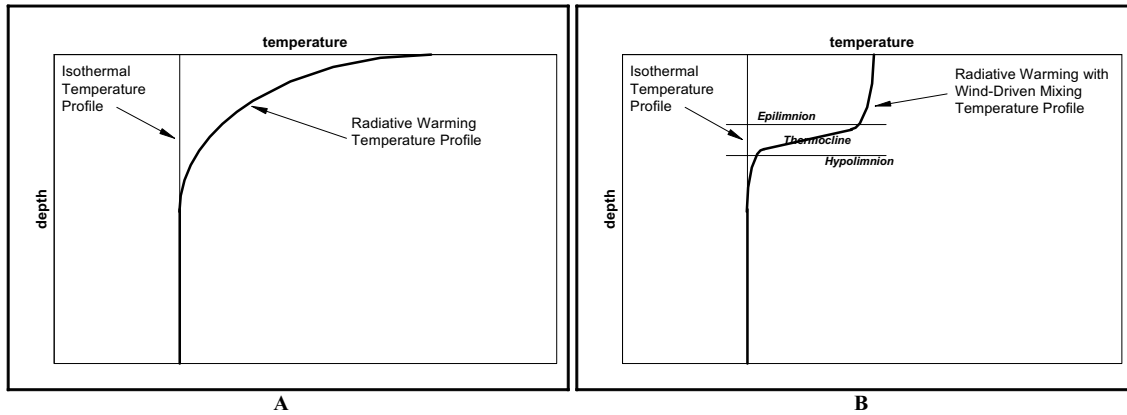 temperature
Isothermal
Temperature
Profile
Radiative Warming
Temperature Profile
depth
A
temperature
Isothermal
Temperature
Profile
Radiative Warming with
Wind-Driven Mixing
Temperature Profile
Epilimnion
Thermocline
Hypolimnion
depth
B